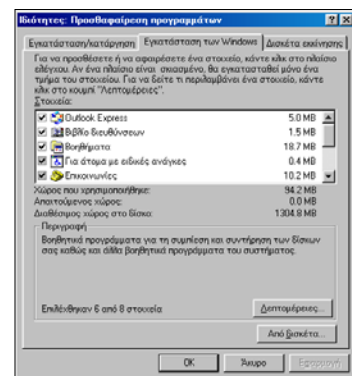 Ιδιότητες: Προσθαφαίρεση προγραμμάτων
Εγκατάσταση/κατάργηση Εγκατάσταση των Windows Δισκέτα εκκίνησης
Για να προσθέσετε ή να αφαιρέσετε ένα στοιχείο, κάντε κλικ στο πλαίσιο
ελέγχου. Αν ένα πλαίσιο είναι σκιασμένο, θα εγκατασταθεί μόνο ένα
τμήμα του στοιχείου. Για να δείτε τι περιλαμβάνει ένα στοιχείο, κάντε
κλικ στο κουμπί "Λεπτομέρειες".
Στοιχεία:
Outlook Express 5.0 MB
Βιβλίο διευθύνσεων 1.5 MB
Βοηθήματα 18.7 MB
Για άτομα με ειδικές ανάγκες 0.4 MB
Επικοινωνίες 10.2 MB
Χώρος που χρησιμοποιήθηκε: 94.2 MB
Απαιτούμενος χώρος: 0.0 MB
Διαθέσιμος χώρος στο δίσκο: 1304.8 MB
Περιγραφή
Βοηθητικά προγράμματα για τη συμπίεση και συντήρηση των δίσκων
σας καθώς και άλλα βοηθητικά προγράμματα του συστήματος.
Επιλέχθηκαν 6 από 8 στοιχεία
Λεπτομέρειες...
Από δισκέτα...
OK Άκυρο Εφαρμογή